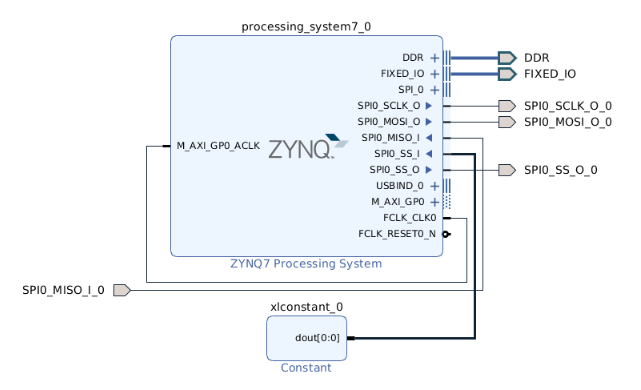 processing_system7_0
DDR
FIXED_IO
SPI_0
SPI0_SCLK_O
SPI0_MOSI_O
SPI0_MISO_I
SPI0_SS_I
SPI0_SS_O
USBIND_0
M_AXI_GP0
FCLK_CLK0
FCLK_RESET0_N
M_AXI_GP0_ACLK
ZYNQ
ZYNQ7 Processing System
DDR
FIXED_IO
SPI0_SCLK_O_0
SPI0_MOSI_O_0
SPI0_SS_O_0
SPI0_MISO_I_0
xlconstant_0
dout[0:0]
Constant